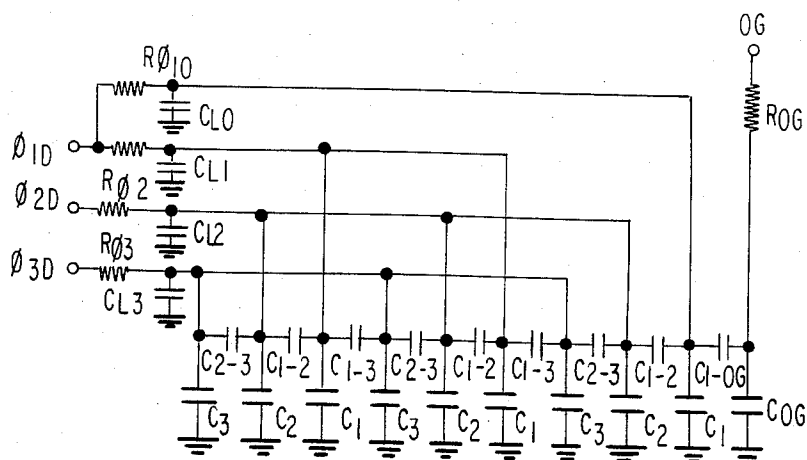 OG
RØ10
ROG
CL0
Ø1D
CL1
RØ2
Ø2D
CL2
RØ3
Ø3D
CL3
C2-3 C1-2 C1-3 C2-3 C1-2 C1-3 C2-3 C1-2 C1-OG
C3 C2 C1 C3 C2 C1 C3 C2 C1 COG